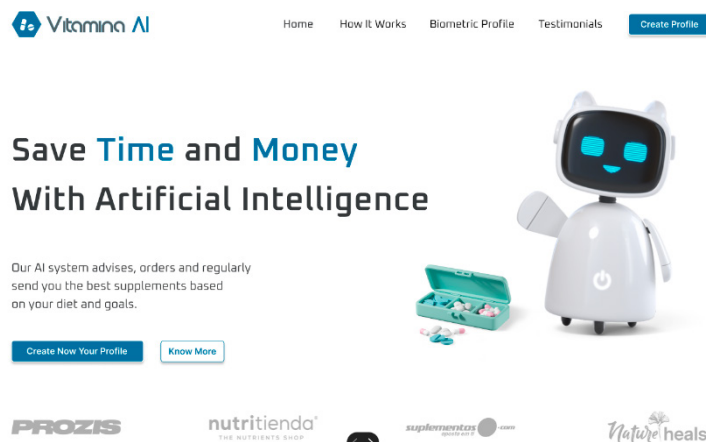 Vitamina AI
Home How It Works Biometric Profile Testimonials Create Profile
Save Time and Money
With Artificial Intelligence
Our AI system advises, orders and regularly
send you the best supplements based
on your diet and goals.
Create Now Your Profile Know More
PROZIS nutritienda suplementos .com Nature heals
THE NUTRIENTS SHOP